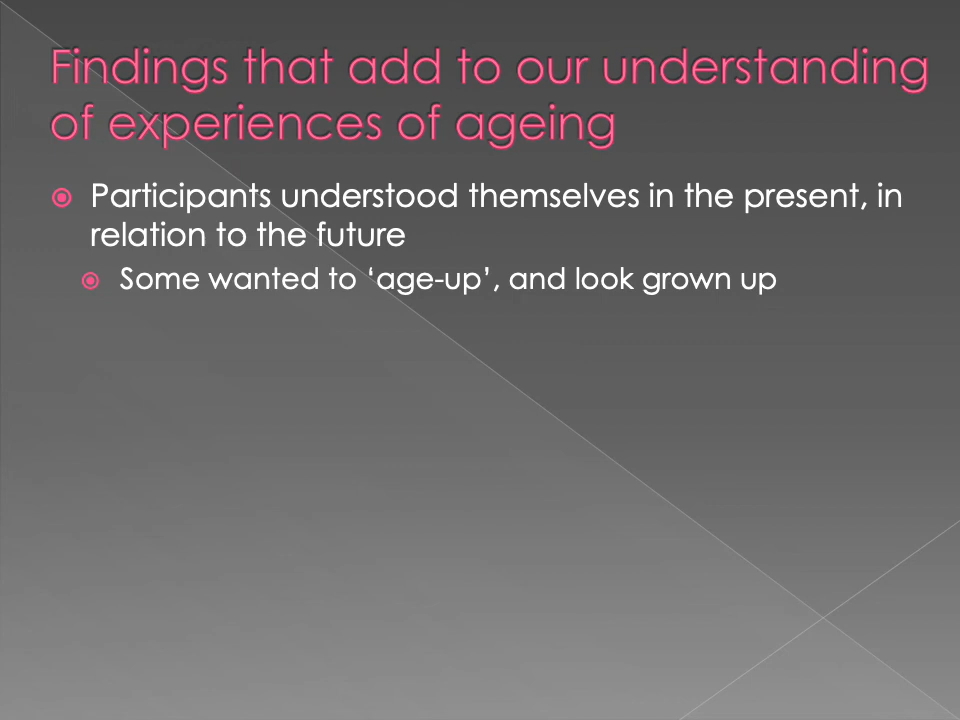 Findings that add to our understanding
of experiences of ageing
Participants understood themselves in the present, in
relation to the future
Some wanted to ‘age-up’, and look grown up